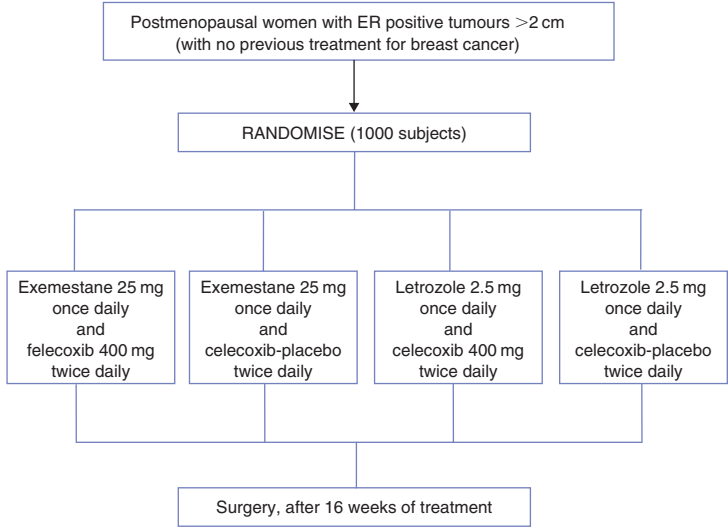 Postmenopausal women with ER positive tumours >2 cm
(with no previous treatment for breast cancer)
RANDOMISE (1000 subjects)
Exemestane 25 mg
once daily
and
felecoxib 400 mg
twice daily
Exemestane 25 mg
once daily
and
celecoxib-placebo
twice daily
Letrozole 2.5 mg
once daily
and
celecoxib 400 mg
twice daily
Letrozole 2.5 mg
once daily
and
celecoxib-placebo
twice daily
Surgery, after 16 weeks of treatment